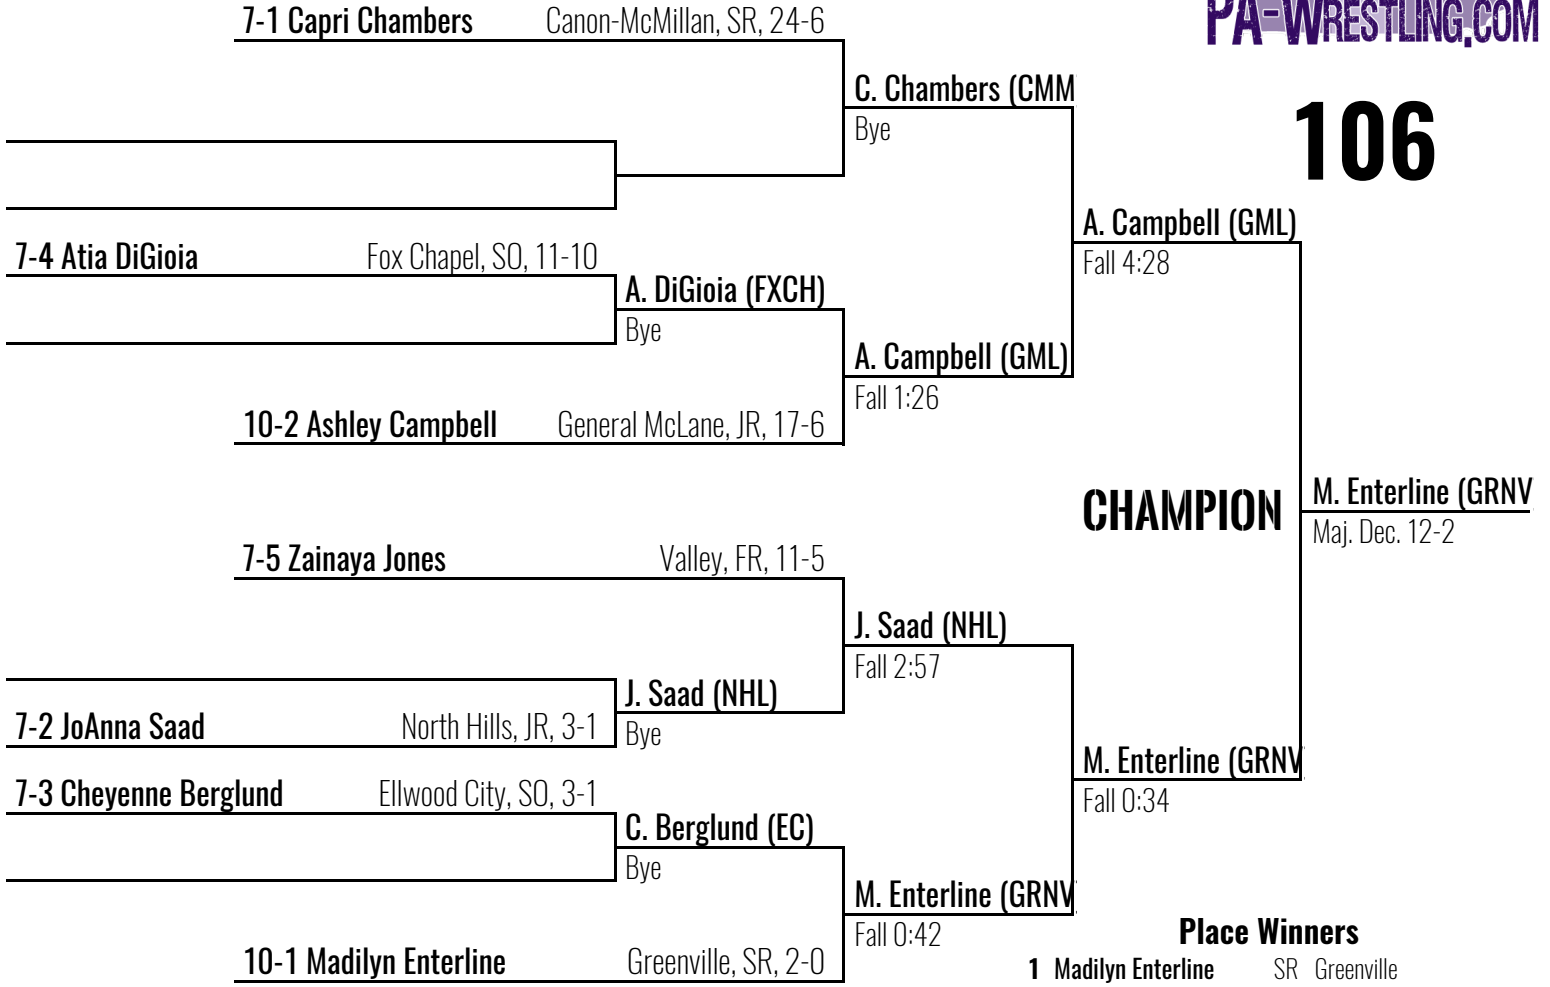 7-1 Capri Chambers Canon-McMillan, SR, 24-6
PA-WRESTLING.COM
C. Chambers (CMM
Bye
106
A. Campbell (GML)
Fall 4:28
7-4 Atia DiGioia Fox Chapel, SO, 11-10
A. DiGioia (FXCH)
Bye
A. Campbell (GML)
Fall 1:26
10-2 Ashley Campbell General McLane, JR, 17-6
CHAMPION
M. Enterline (GRNV
Maj. Dec. 12-2
7-5 Zainaya Jones Valley, FR, 11-5
J. Saad (NHL)
Fall 2:57
J. Saad (NHL)
Bye
7-2 JoAnna Saad North Hills, JR, 3-1
M. Enterline (GRNV
Fall 0:34
7-3 Cheyenne Berglund Ellwood City, SO, 3-1
C. Berglund (EC)
Bye
M. Enterline (GRNV
Fall 0:42
10-1 Madilyn Enterline Greenville, SR, 2-0
Place Winners
1 Madilyn Enterline SR Greenville